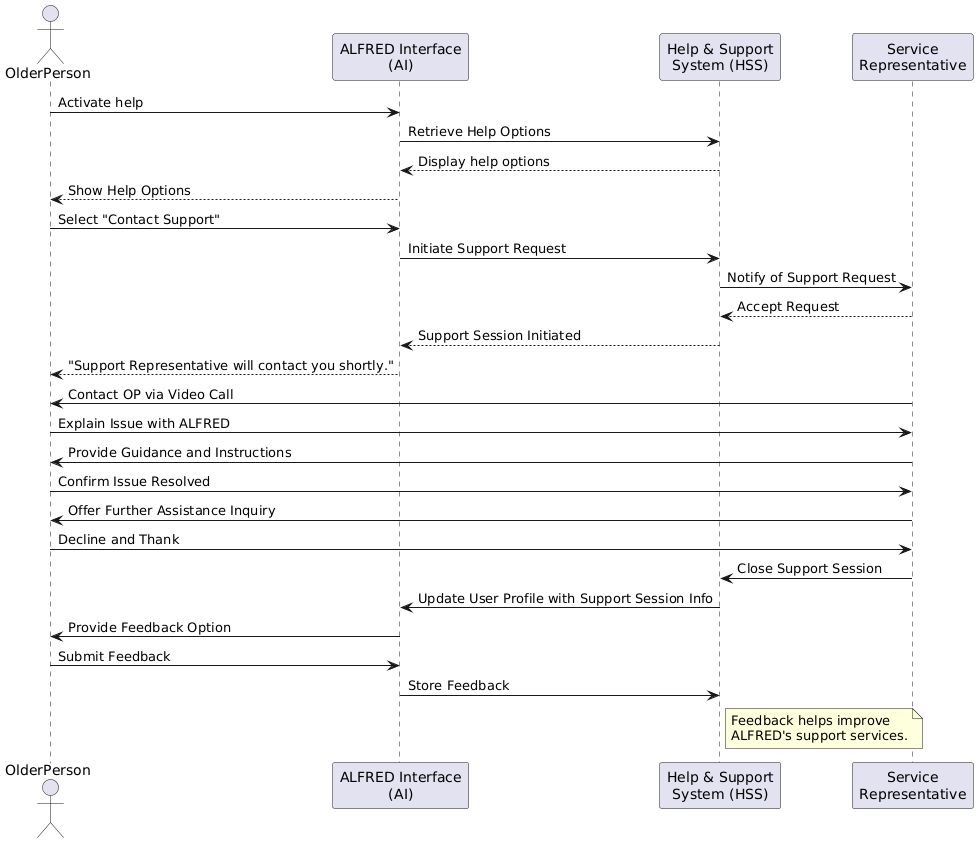 OlderPerson
ALFRED Interface
(AI)
Help & Support
System (HSS)
Service
Representative
Activate help
Retrieve Help Options
Display help options
Show Help Options
Select "Contact Support"
Initiate Support Request
Notify of Support Request
Accept Request
Support Session Initiated
"Support Representative will contact you shortly."
Contact OP via Video Call
Explain Issue with ALFRED
Provide Guidance and Instructions
Confirm Issue Resolved
Offer Further Assistance Inquiry
Decline and Thank
Close Support Session
Update User Profile with Support Session Info
Provide Feedback Option
Submit Feedback
Store Feedback
Feedback helps improve
ALFRED's support services.
OlderPerson
ALFRED Interface
(AI)
Help & Support
System (HSS)
Service
Representative